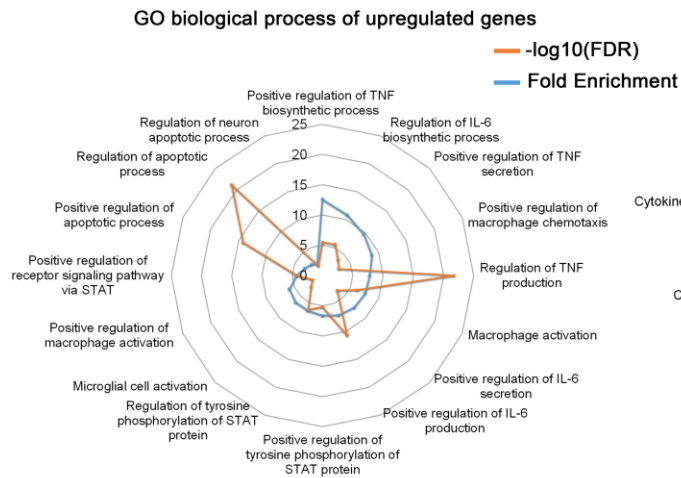 GO biological process of upregulated genes
-log10(FDR)
Fold Enrichment
Positive regulation of TNF
biosynthetic process
Regulation of IL-6
biosynthetic process
Positive regulation of TNF
secretion
Positive regulation of
macrophage chemotaxis
Regulation of TNF
production
Macrophage activation
Positive regulation of IL-6
secretion
Positive regulation of IL-6
production
Positive regulation of
tyrosine phosphorylation of
STAT protein
Regulation of tyrosine
phosphorylation of STAT
protein
Microglial cell activation
Positive regulation of
macrophage activation
Positive regulation of
receptor signaling pathway
via STAT
Positive regulation of
apoptotic process
Regulation of apoptotic
process
Regulation of neuron
apoptotic process
25
20
15
10
5
0
Cytokine
C